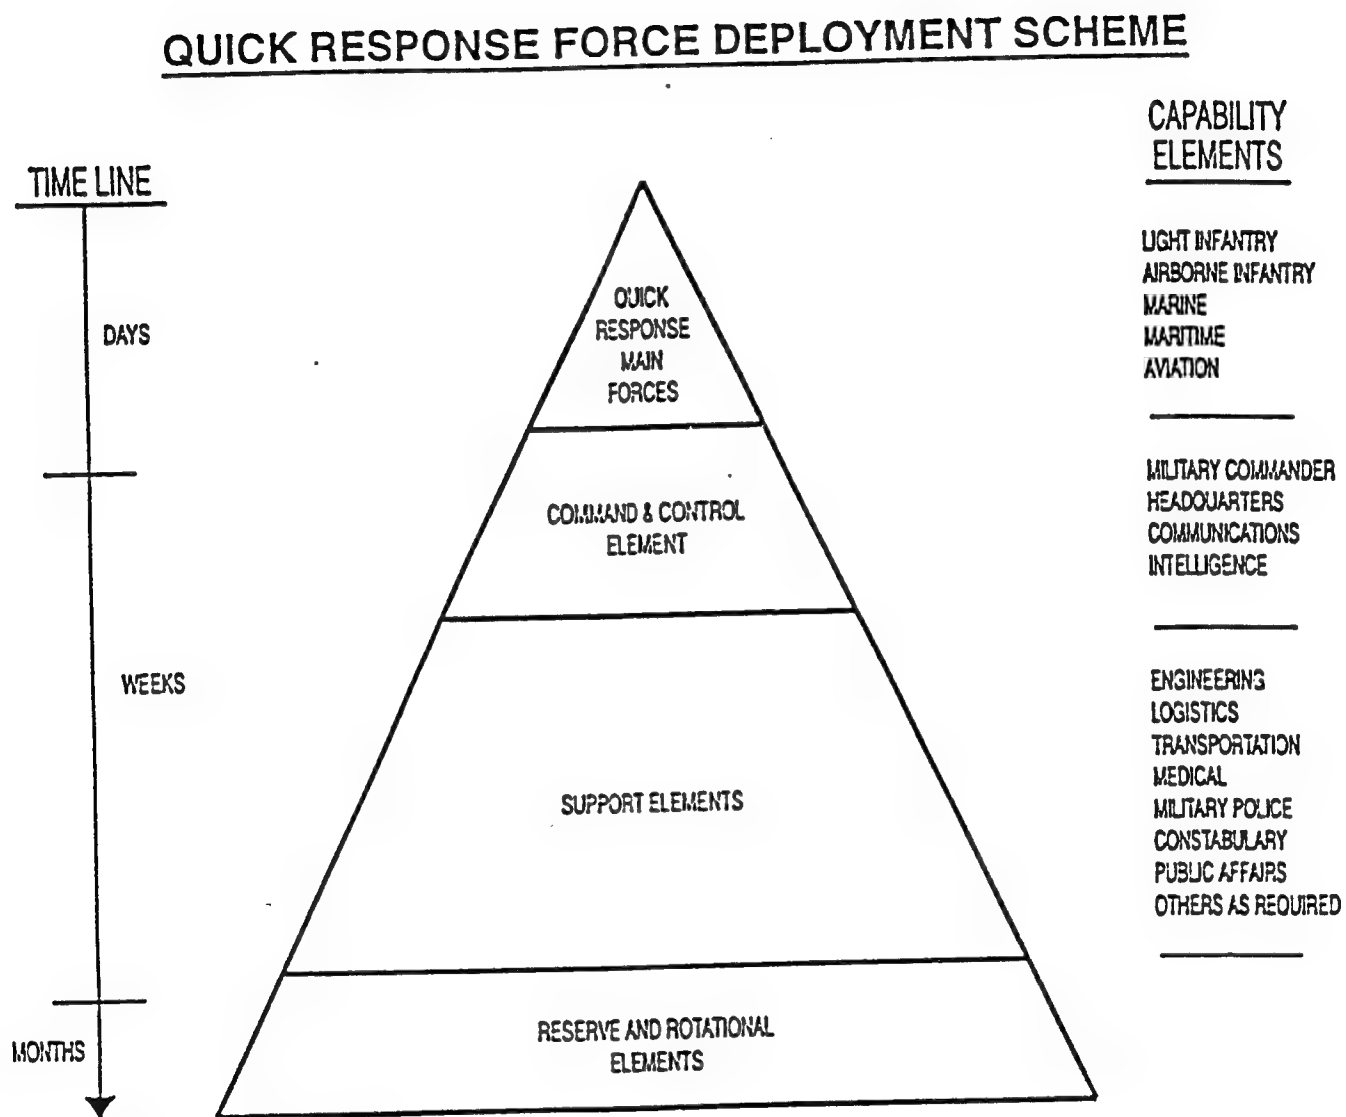 QUICK RESPONSE FORCE DEPLOYMENT SCHEME
TIME LINE
DAYS
WEEKS
MONTHS
QUICK
RESPONSE
MAIN
FORCES
COMMAND & CONTROL
ELEMENT
SUPPORT ELEMENTS
RESERVE AND ROTATIONAL
ELEMENTS
CAPABILITY
ELEMENTS
LIGHT INFANTRY
AIRBORNE INFANTRY
MARINE
MARITIME
AVIATION
MILITARY COMMANDER
HEADQUARTERS
COMMUNICATIONS
INTELLIGENCE
ENGINEERING
LOGISTICS
TRANSPORTATION
MEDICAL
MILITARY POLICE
CONSTABULARY
PUBLIC AFFAIRS
OTHERS AS REQUIRED